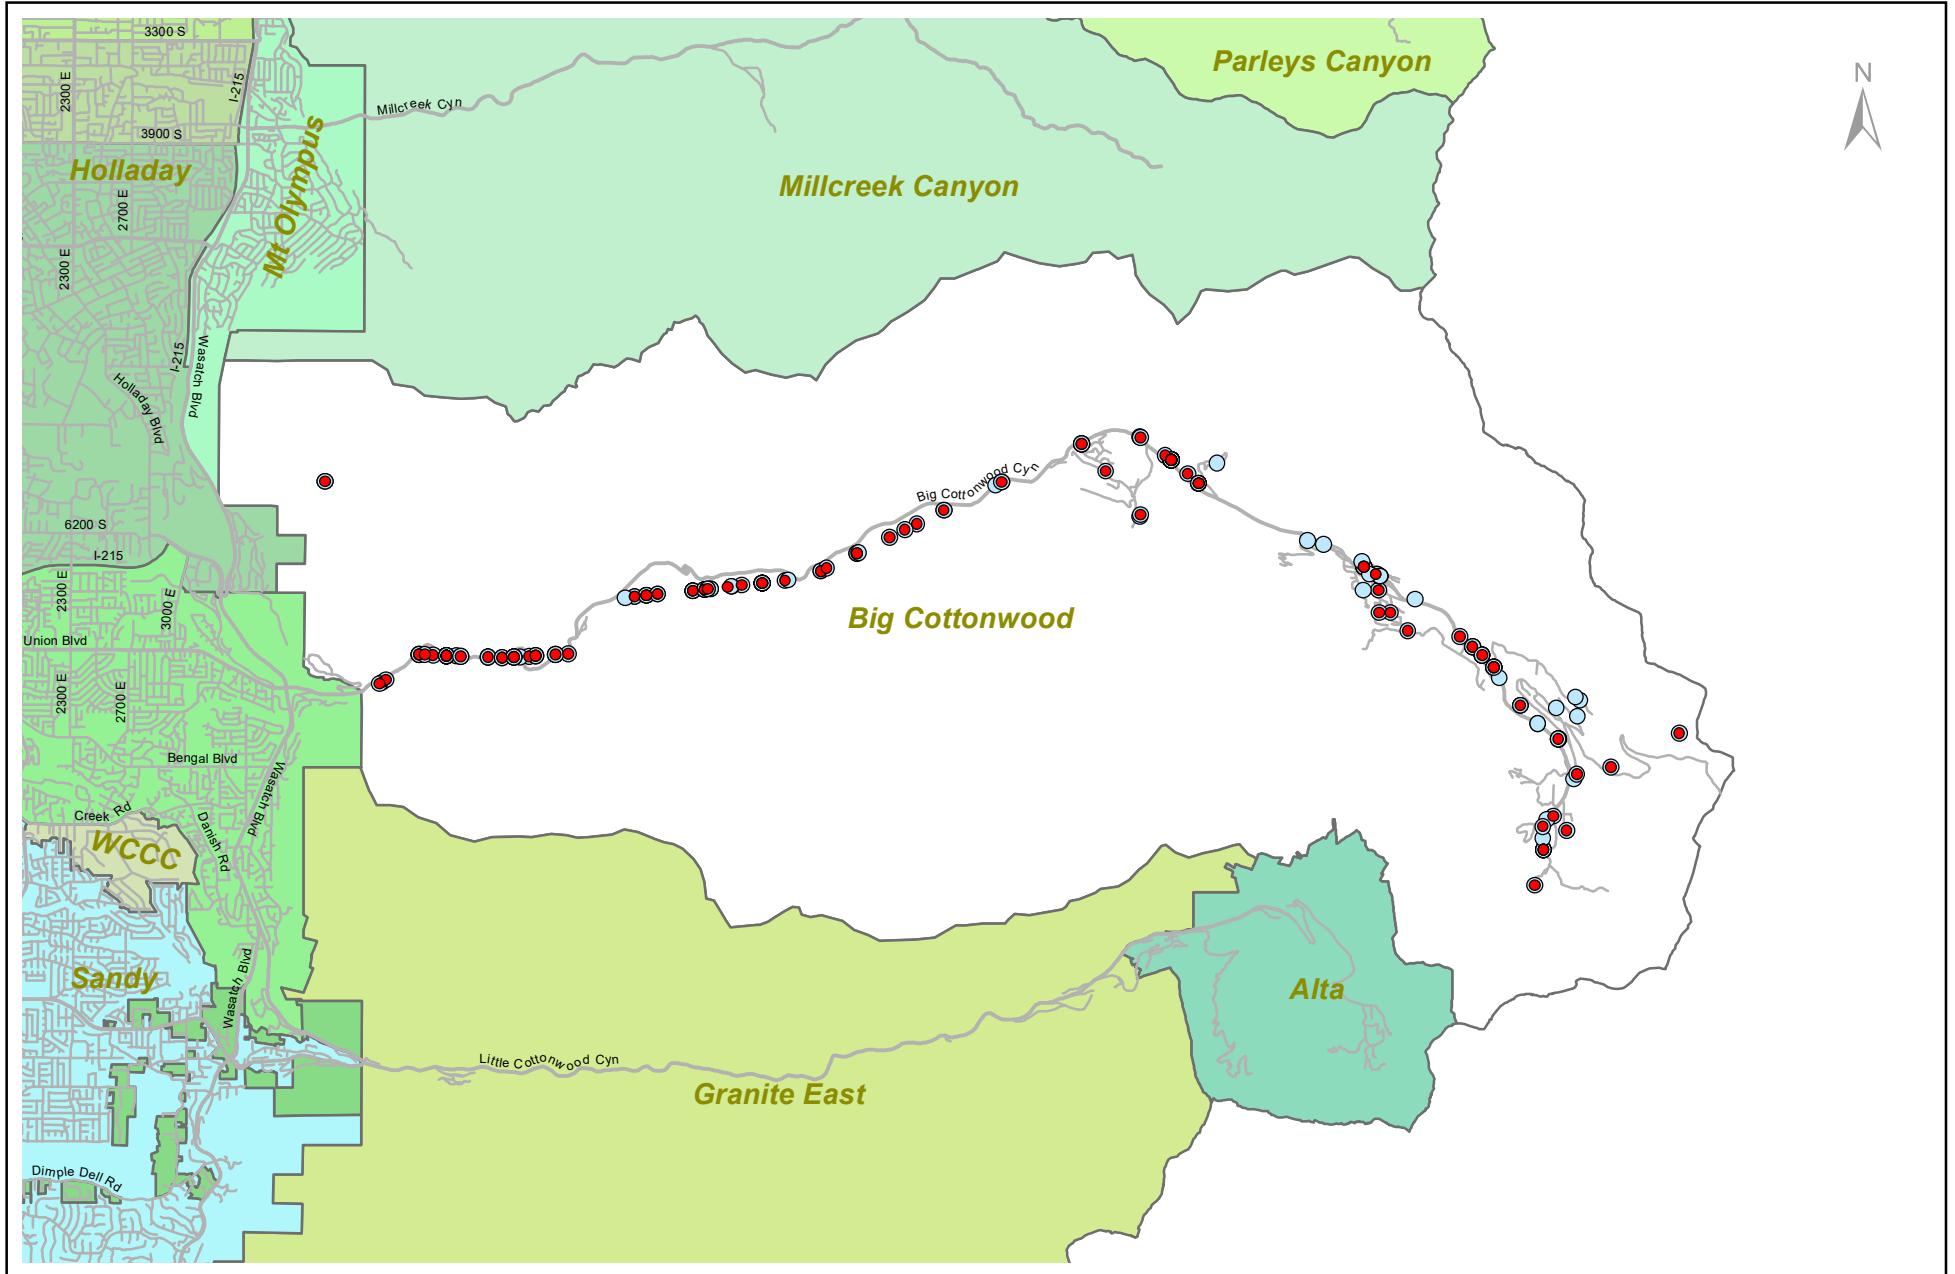 3300 S
Parleys Canyon
N
2300 E
I-215
Millcreek Cyn
3900 S
Holladay
Mt Olympus
Millcreek Canyon
2700 E
2300 E
I-215
Wasatch Blvd
Holladay Blvd
Big Cottonwood Cyn
6200 S
I-215
2300 E
3000 E
Big Cottonwood
Union Blvd
2300 E
2700 E
Bengal Blvd
Wasatch Blvd
Creek Rd
Danish Rd
WCCC
Sandy
Wasatch Blvd
Alta
Little Cottonwood Cyn
Granite East
Dimple Dell Rd